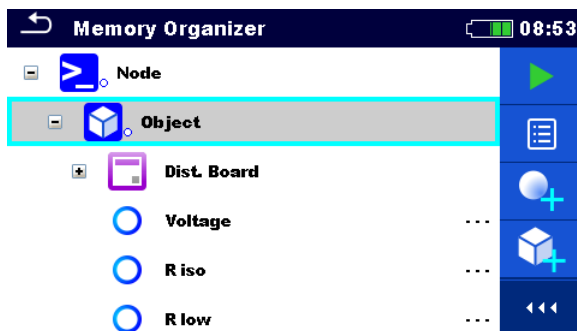 Memory Organizer 08:53
Node
Object
Dist. Board
Voltage ---
R iso ---
R low ---